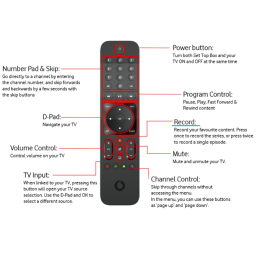 Power button:
Turn both Set Top Box and your
TV ON and OFF at the same time
Number Pad & Skip:
Go directly to a channel by entering
the channel number, and skip forwards
and backwards by a few seconds with
the skip buttons
Program Control:
Pause, Play, Fast Forward &
Rewind content
D-Pad:
Navigate your TV
Record:
Record your favourite content. Press
once to record the series, or press twice
to record a single episode.
Volume Control:
Control volume on your TV
Mute:
Mute and unmute your TV.
TV Input:
When linked to your TV, pressing this
button will open your TV source
selection. Use the D-Pad and OK to
select a different source.
Channel Control:
Skip through channels without
accessing the menu.
In the menu, you can use these buttons
as 'page up' and 'page down'.